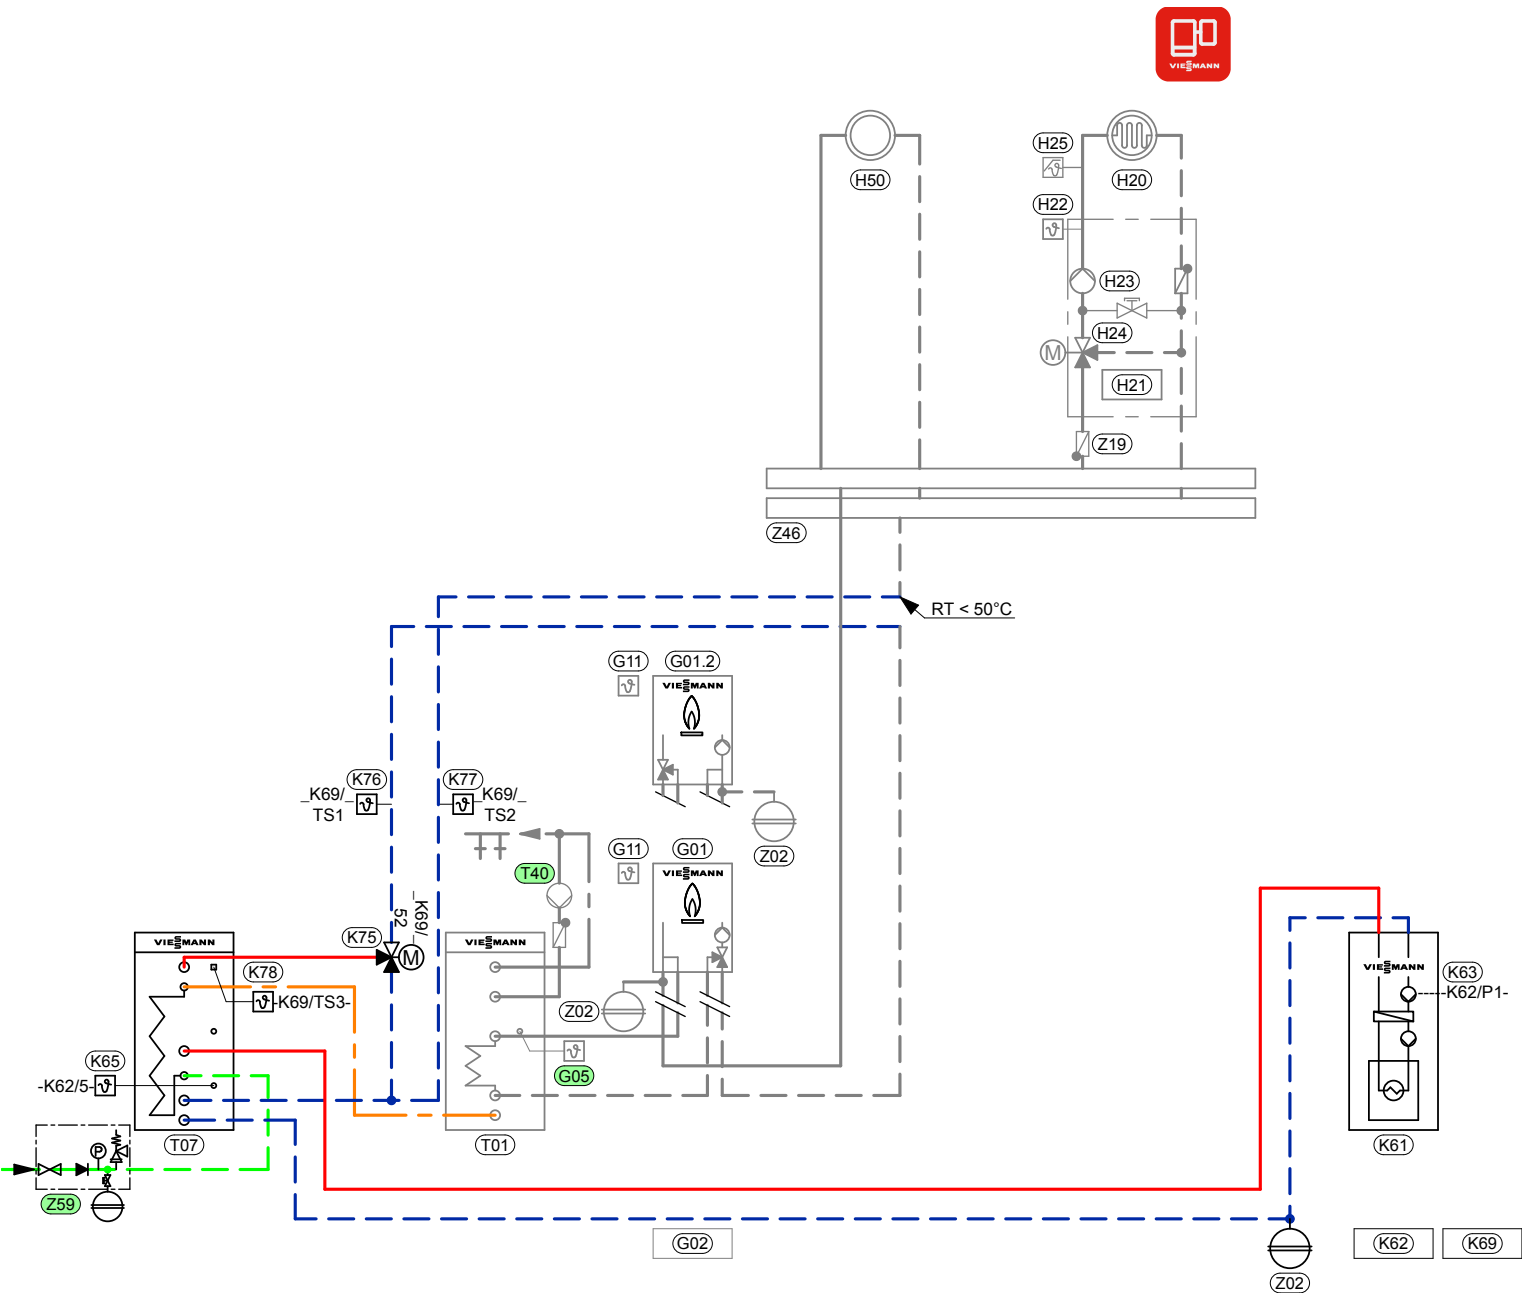 VIESMANN
H50
H25
H20
H22
H23
H24
M
H21
Z19
Z46
RT < 50°C
G11
G01.2
VIESMANN
K76
K77
_K69/_
TS1
_K69/_
TS2
Z02
G11
G01
VIESMANN
T40
_K69/_
52
K75
M
VIESMANN
VIESMANN
K78
-K69/TS3-
Z02
VIESMANN
K63
-K62/P1-
K65
-K62/5-
G05
T07
T01
K61
P
Z59
G02
K62
K69
Z02